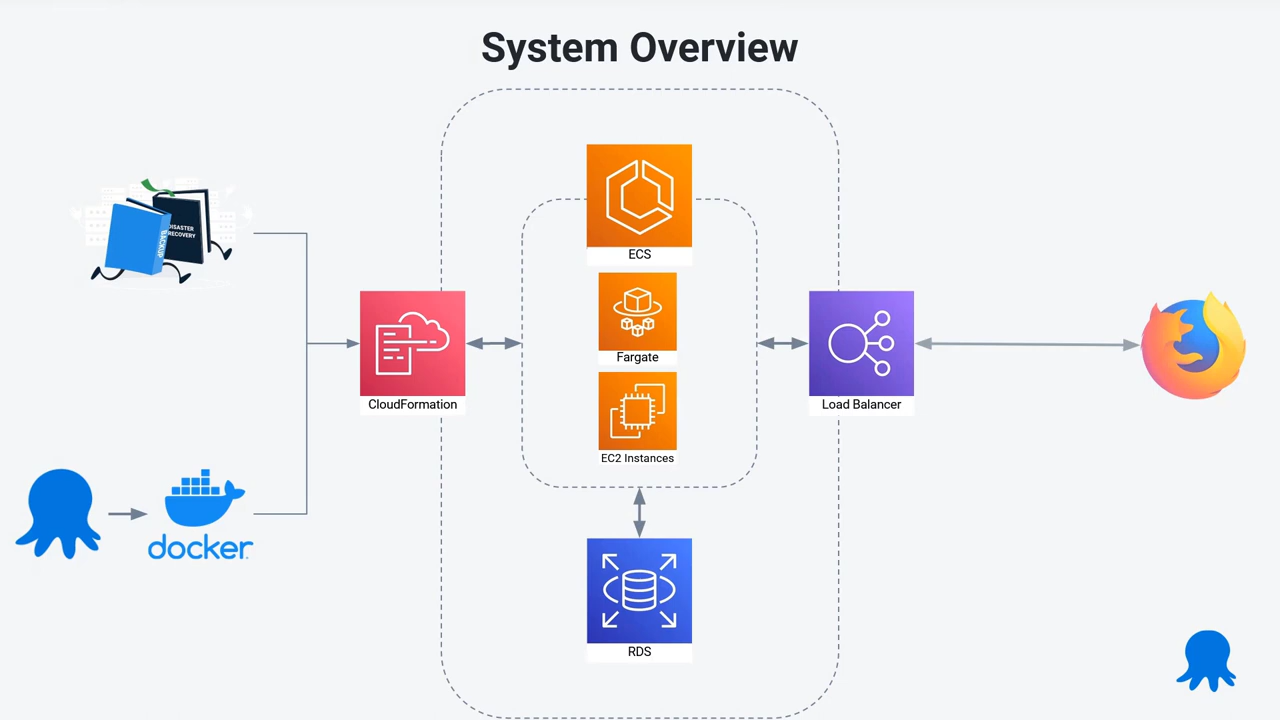 System Overview
DISASTER
RECOVERY
BACKUP
ECS
Fargate
CloudFormation
Load Balancer
EC2 Instances
docker
RDS